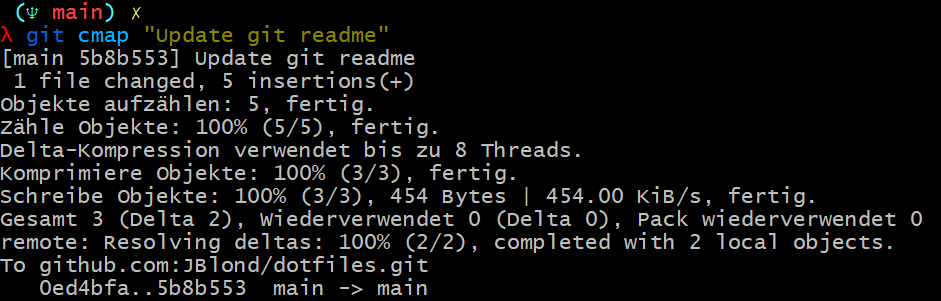 (♆ main) ✗
λ git cmap "Update git readme"
[main 5b8b553] Update git readme
 1 file changed, 5 insertions(+)
Objekte aufzählen: 5, fertig.
Zähle Objekte: 100% (5/5), fertig.
Delta-Kompression verwendet bis zu 8 Threads.
Komprimiere Objekte: 100% (3/3), fertig.
Schreibe Objekte: 100% (3/3), 454 Bytes | 454.00 KiB/s, fertig.
Gesamt 3 (Delta 2), Wiederverwendet 0 (Delta 0), Pack wiederverwendet 0
remote: Resolving deltas: 100% (2/2), completed with 2 local objects.
To github.com:JBlond/dotfiles.git
   0ed4bfa..5b8b553  main -> main